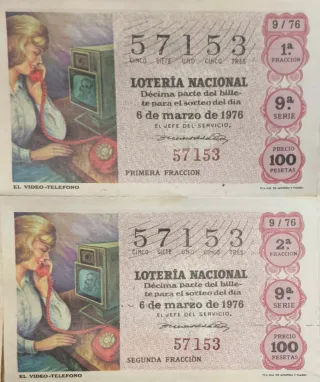 9 / 76
57153
CINCO SIETE UNO CINCO TRES
1ª
FRACCION
LOTERÍA NACIONAL
Décima parte del bille-
te para el sorteo del día
6 de marzo de 1976
EL JEFE DEL SERVICIO,
9ª
SERIE
57153
PRECIO
100
PESETAS
PRIMERA FRACCION
EL VIDEO-TELEFONO
9 / 76
57153
CINCO SIETE UNO CINCO TRES
2ª
FRACCION
LOTERÍA NACIONAL
Décima parte del bille-
te para el sorteo del día
6 de marzo de 1976
EL JEFE DEL SERVICIO,
9ª
SERIE
57153
PRECIO
100
PESETAS
SEGUNDA FRACCIÓN
EL VIDEO-TELEFONO